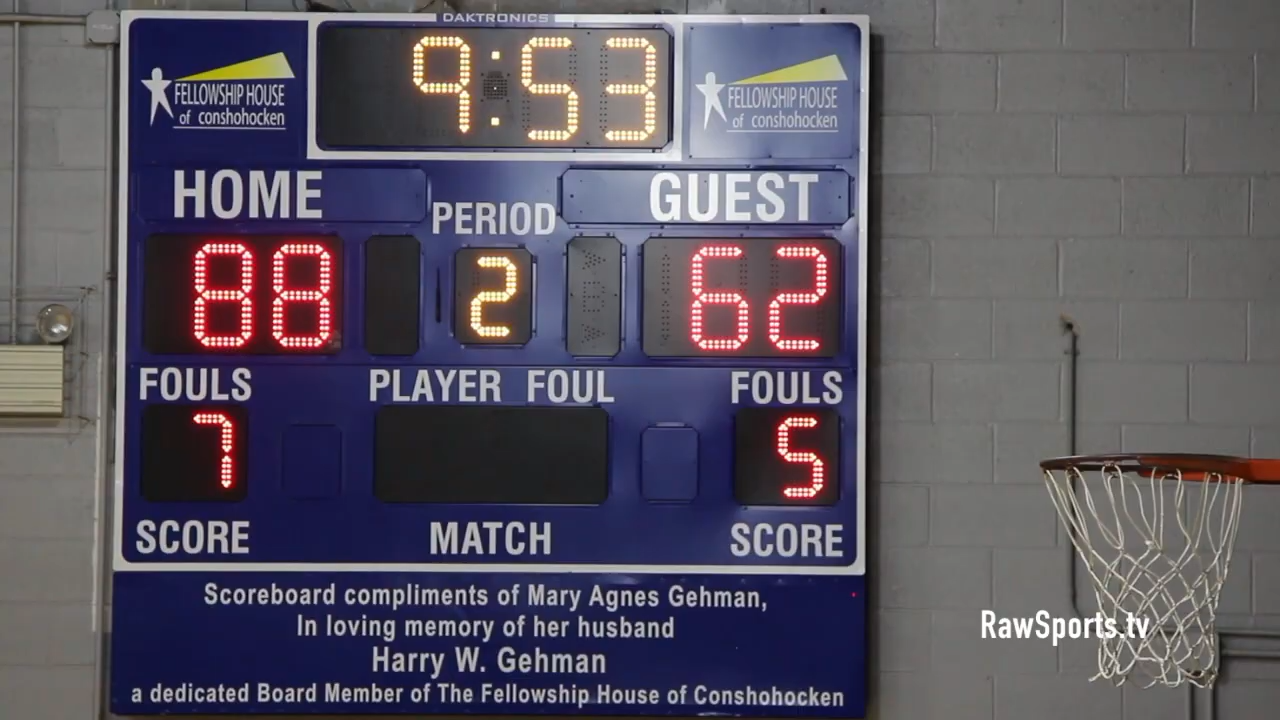 DAKTRONICS
9:53
FELLOWSHIP HOUSE
of conshohocken
FELLOWSHIP HOUSE
of conshohocken
HOME
PERIOD
GUEST
88
2
62
FOULS
PLAYER FOUL
FOULS
7
5
SCORE
MATCH
SCORE
Scoreboard compliments of Mary Agnes Gehman,
In loving memory of her husband
Harry W. Gehman
a dedicated Board Member of The Fellowship House of Conshohocken
RawSports.tv